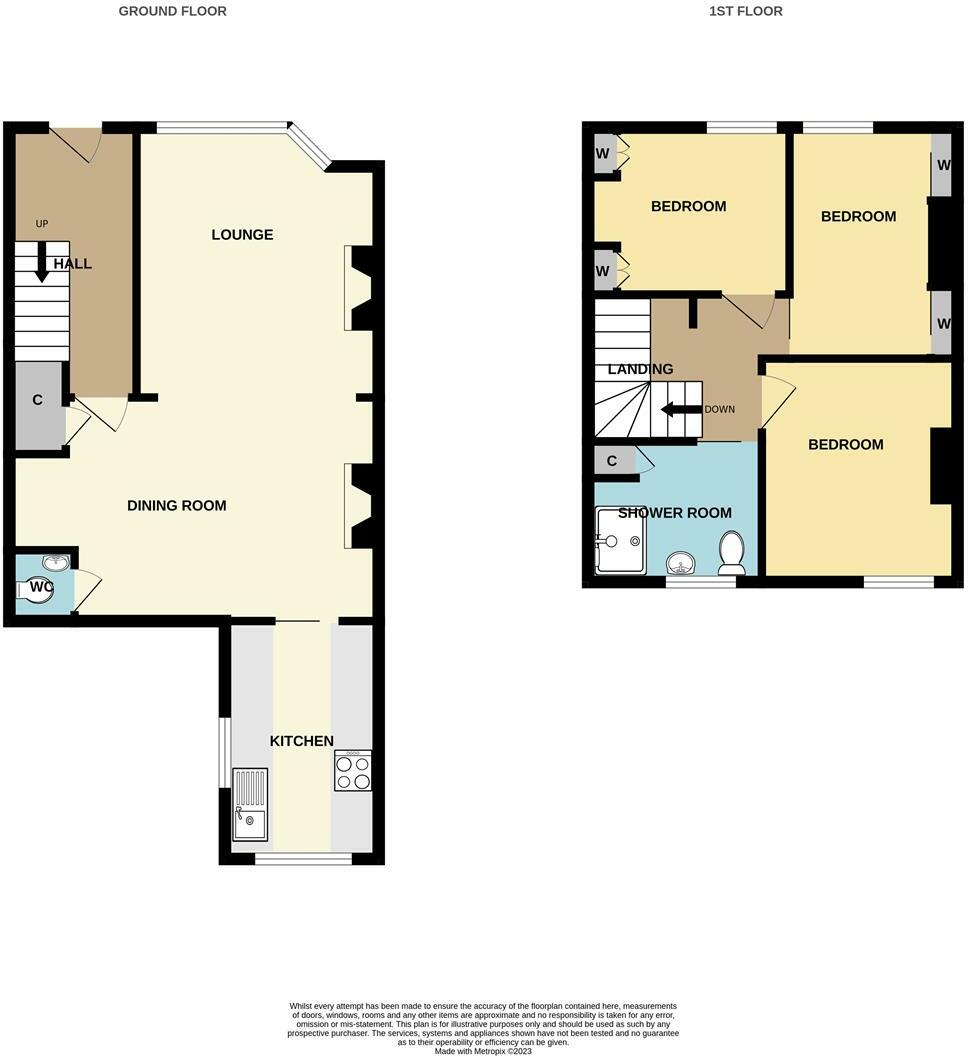 GROUND FLOOR
UP
HALL
LOUNGE
C
DINING ROOM
WC
KITCHEN
1ST FLOOR
W
BEDROOM
W
BEDROOM
W
W
LANDING
DOWN
BEDROOM
C
SHOWER ROOM
Whilst every attempt has been made to ensure the accuracy of the floorplan contained here, measurements
of doors, windows, rooms and any other items are approximate and no responsibility is taken for any error,
omission or mis-statement. This plan is for illustrative purposes only and should be used as such by any
prospective purchaser. The services, systems and appliances shown have not been tested and no guarantee
as to their operability or efficiency can be given.
Made with Metropix ©2023